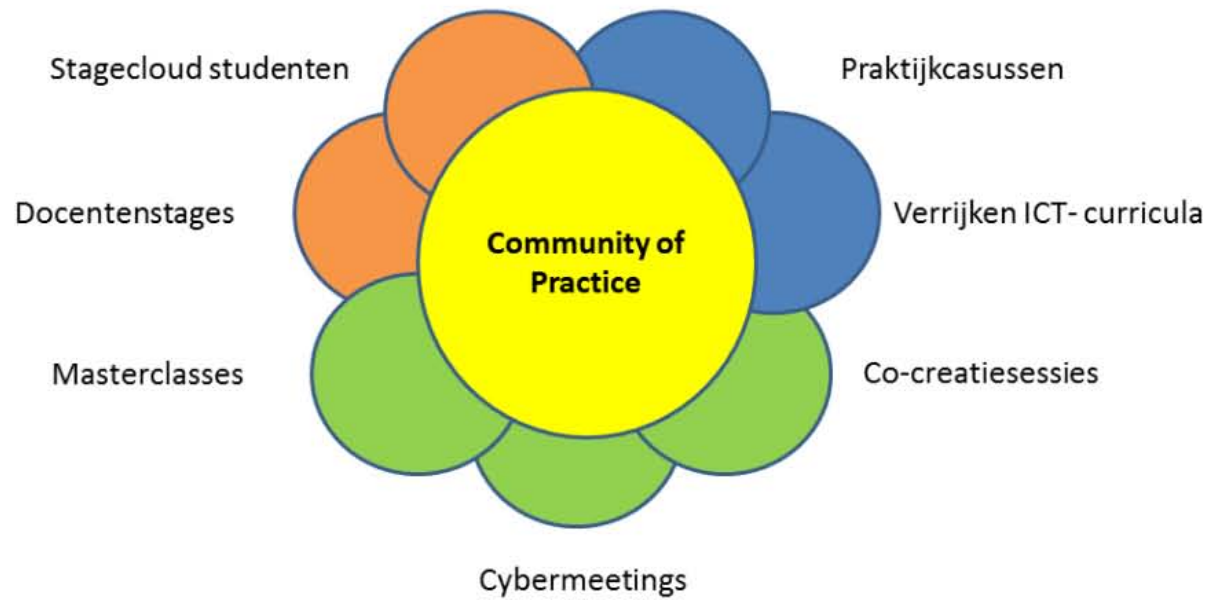 Stagecloud studenten
Praktijkcasussen
Docentenstages
Verrijken ICT- curricula
Community of
Practice
Masterclasses
Co-creatiesessies
Cybermeetings